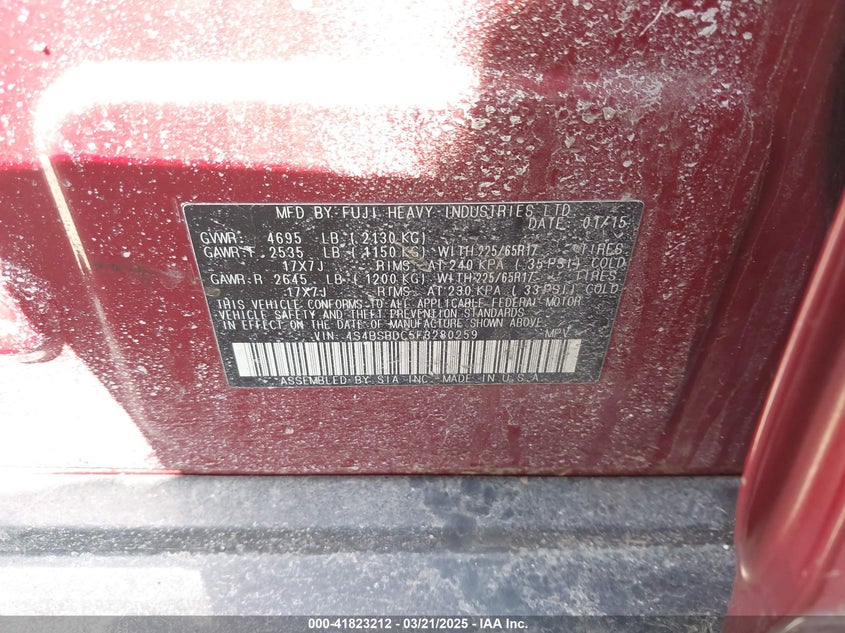 MFD BY FUJI HEAVY INDUSTRIES LTD
DATE: 01/15
GVWR: 4695 LB ( 2130 KG)
GAWR:F 2535 LB ( 1150 KG) WITH 225/65R17 TIRES
17X7J RIMS AT 240 KPA ( 35 PSI) COLD
GAWR:R 2645 LB ( 1200 KG) WITH 225/65R17 TIRES
17X7J RIMS AT 230 KPA ( 33 PSI) COLD
THIS VEHICLE CONFORMS TO ALL APPLICABLE FEDERAL MOTOR
VEHICLE SAFETY AND THEFT PREVENTION STANDARDS
IN EFFECT ON THE DATE OF MANUFACTURE SHOWN ABOVE.
VIN: 4S4BSBDC5F3280259 MPV
ASSEMBLED BY SIA INC. MADE IN U.S.A.
000-41823212 - 03/21/2025 - IAA Inc.